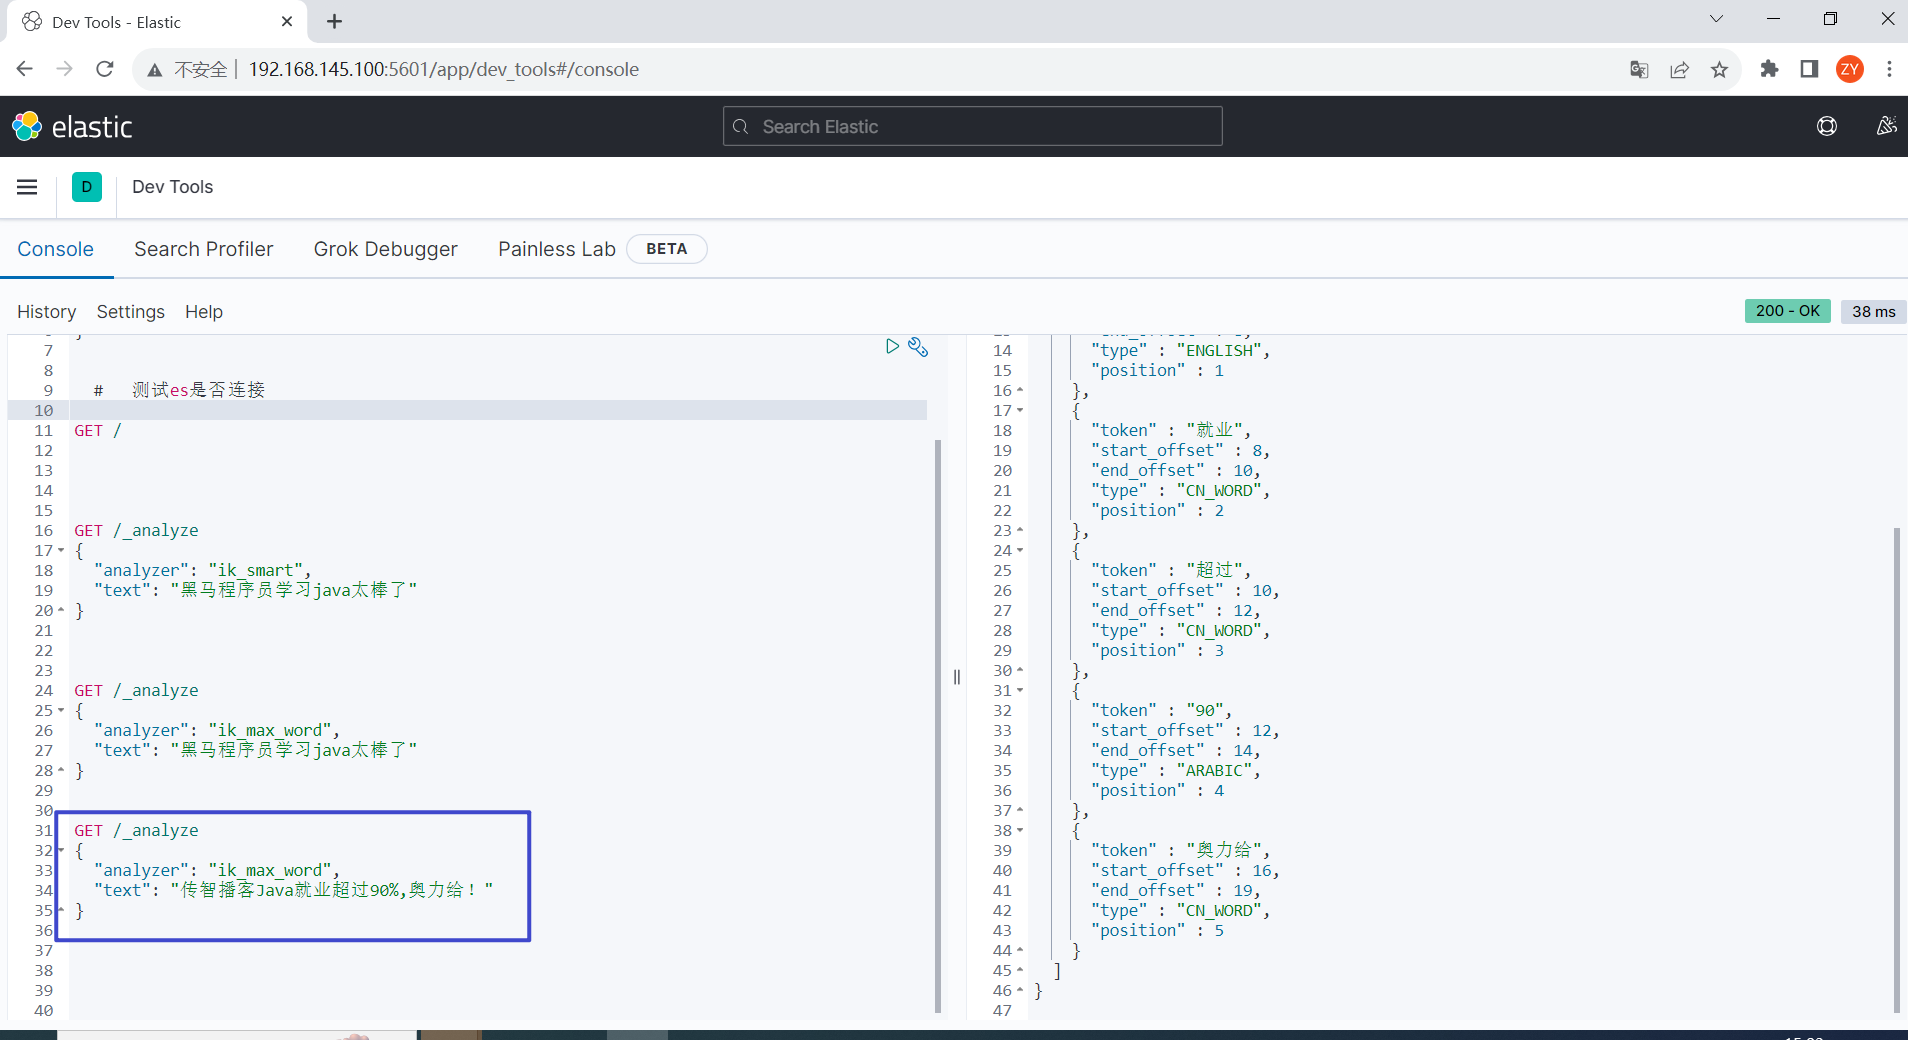 Dev Tools - Elastic
不安全 192.168.145.100:5601/app/dev_tools#/console
ZY
elastic
Search Elastic
D
Dev Tools
Console
Search Profiler
Grok Debugger
Painless Lab
BETA
History
Settings
Help
200 - OK
38 ms
7
8
9 # 测试es是否连接
10
11 GET /
12
13
14
15
16 GET /_analyze
17 {
18 "analyzer": "ik_smart",
19 "text": "黑马程序员学习java太棒了"
20 }
21
22
23
24 GET /_analyze
25 {
26 "analyzer": "ik_max_word",
27 "text": "黑马程序员学习java太棒了"
28 }
29
30
31 GET /_analyze
32 {
33 "analyzer": "ik_max_word",
34 "text": "传智播客Java就业超过90%,奥力给！"
35 }
36
37
38
39
40
14 "type" : "ENGLISH",
15 "position" : 1
16 },
17 {
18 "token" : "就业",
19 "start_offset" : 8,
20 "end_offset" : 10,
21 "type" : "CN_WORD",
22 "position" : 2
23 },
24 {
25 "token" : "超过",
26 "start_offset" : 10,
27 "end_offset" : 12,
28 "type" : "CN_WORD",
29 "position" : 3
30 },
31 {
32 "token" : "90",
33 "start_offset" : 12,
34 "end_offset" : 14,
35 "type" : "ARABIC",
36 "position" : 4
37 },
38 {
39 "token" : "奥力给",
40 "start_offset" : 16,
41 "end_offset" : 19,
42 "type" : "CN_WORD",
43 "position" : 5
44 }
45 ]
46 }
47